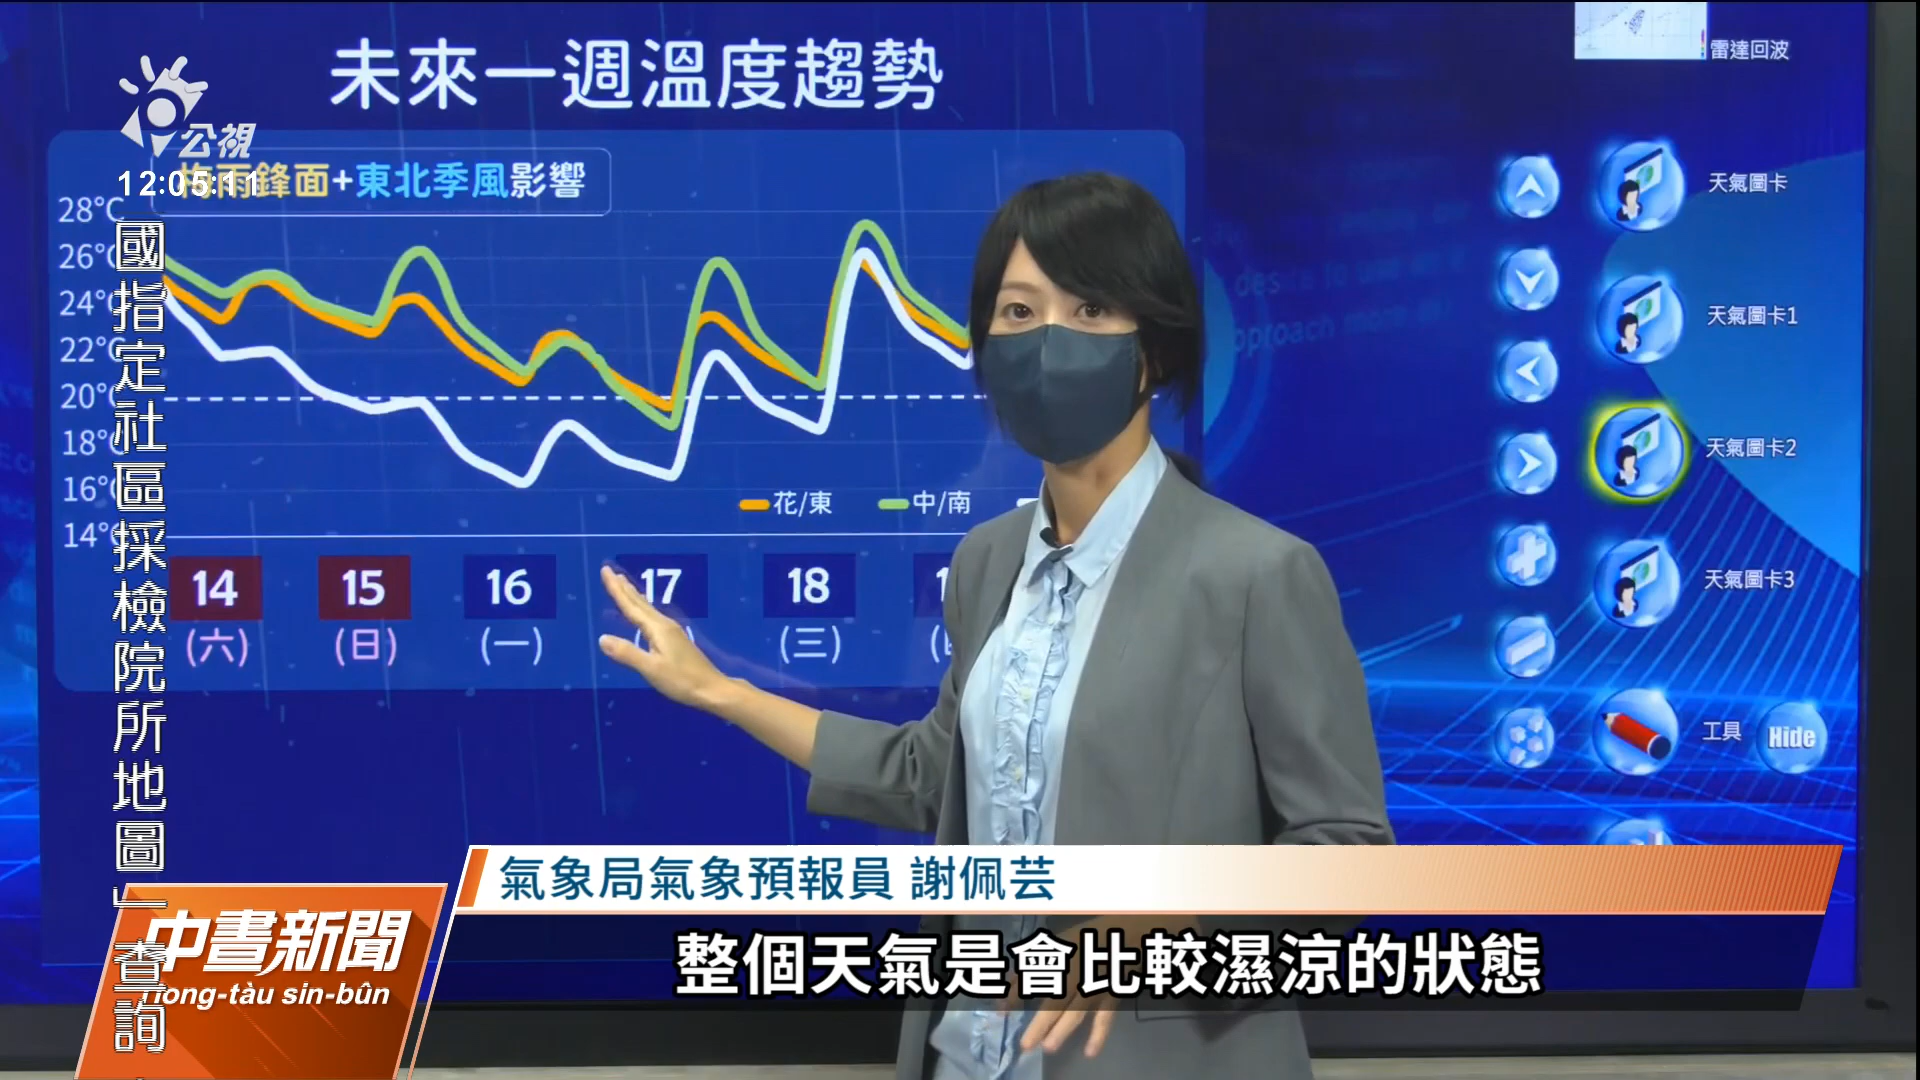 未來一週溫度趨勢
公視
12:05:11
梅雨鋒面+東北季風影響
28°C
26°C
24°C
22°C
20°C
18°C
16°C
14°C
花/東
中/南
14
15
16
17
18
(六)
(日)
(一)
(三)
雷達回波
天氣圖卡
天氣圖卡1
天氣圖卡2
天氣圖卡3
工具
Hide
國指定社區採檢院所地圖」查詢
氣象局氣象預報員 謝佩芸
整個天氣是會比較濕涼的狀態
中晝新聞
Tiong-tàu sin-bûn